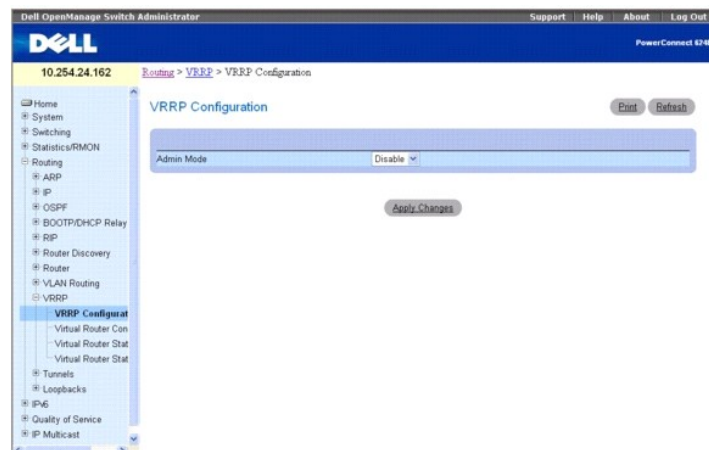 Dell OpenManage Switch Administrator
Support Help About Log Out
DELL
PowerConnect
10.254.24.162
Routing > VRRP > VRRP Configuration
Home
System
Switching
Statistics/RMON
Routing
ARP
IP
OSPF
BOOTP/DHCP Relay
RIP
Router Discovery
Router
VLAN Routing
VRRP
VRRP Configurat
Virtual Router Con
Virtual Router Stat
Virtual Router Stat
Tunnels
Loopbacks
IPv6
Quality of Service
IP Multicast
VRRP Configuration
Print Refresh
Admin Mode Disable
Apply Changes